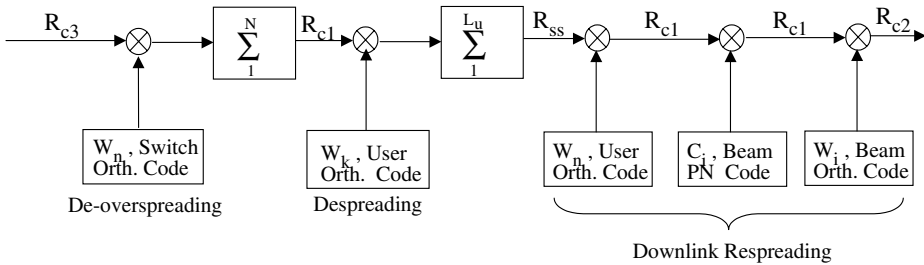 R_c3
N
∑
1
R_c1
L_u
∑
1
R_ss
R_c1
R_c1
R_c2
W_n , Switch
Orth. Code
W_k , User
Orth. Code
W_n , User
Orth. Code
C_i , Beam
PN Code
W_i , Beam
Orth. Code
De-overspreading
Despreading
Downlink Respreading